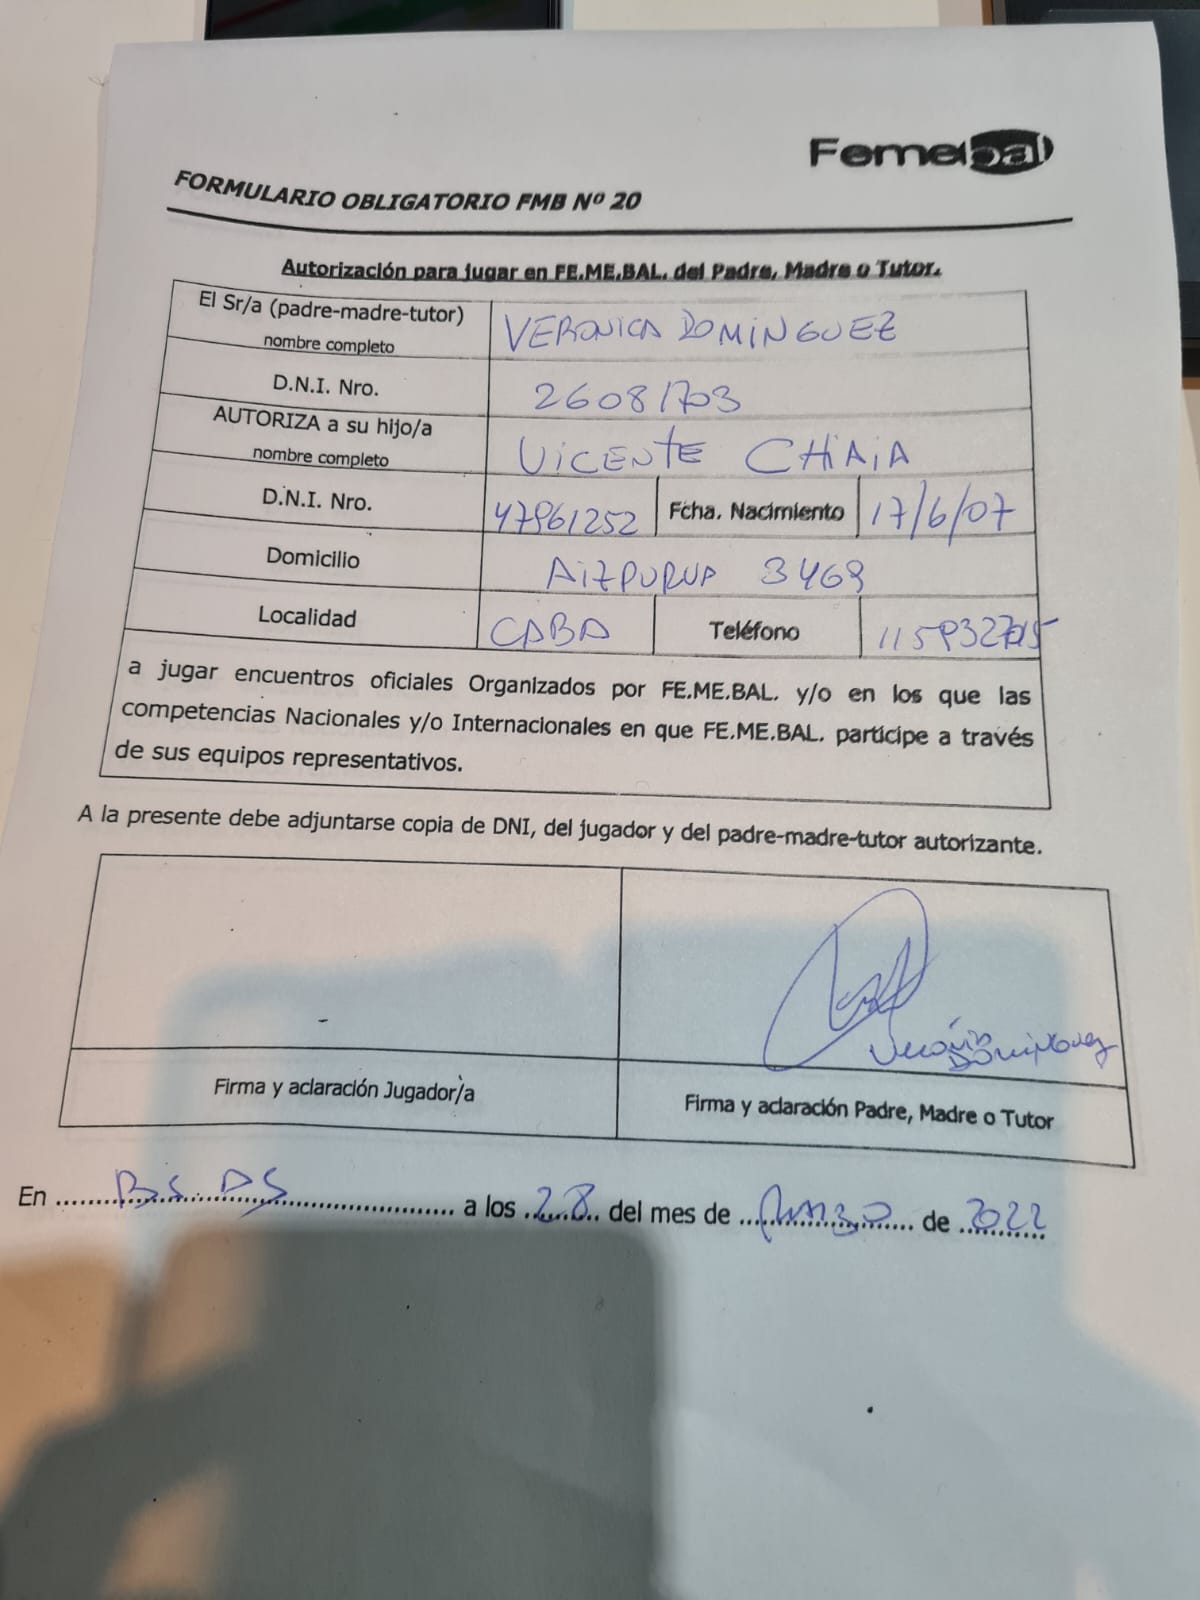 Femebal
FORMULARIO OBLIGATORIO FMB Nº 20
Autorización para jugar en FE.ME.BAL. del Padre, Madre o Tutor.
El Sr/a (padre-madre-tutor) VERONICA DOMINGUEZ
nombre completo
D.N.I. Nro. 26081703
AUTORIZA a su hijo/a VICENTE CHIAIA
nombre completo
D.N.I. Nro. 47961252 Fcha. Nacimiento 17/6/07
Domicilio AIZPURUA 3469
Localidad CABA Teléfono
a jugar encuentros oficiales Organizados por FE.ME.BAL. y/o en los que las
competencias Nacionales y/o Internacionales en que FE.ME.BAL. participe a través
de sus equipos representativos.
A la presente debe adjuntarse copia de DNI, del jugador y del padre-madre-tutor autorizante.
Verónica
Dominguez
Firma y aclaración Jugador/a Firma y aclaración Padre, Madre o Tutor
En BS AS a los 28 del mes de Marzo de 2022